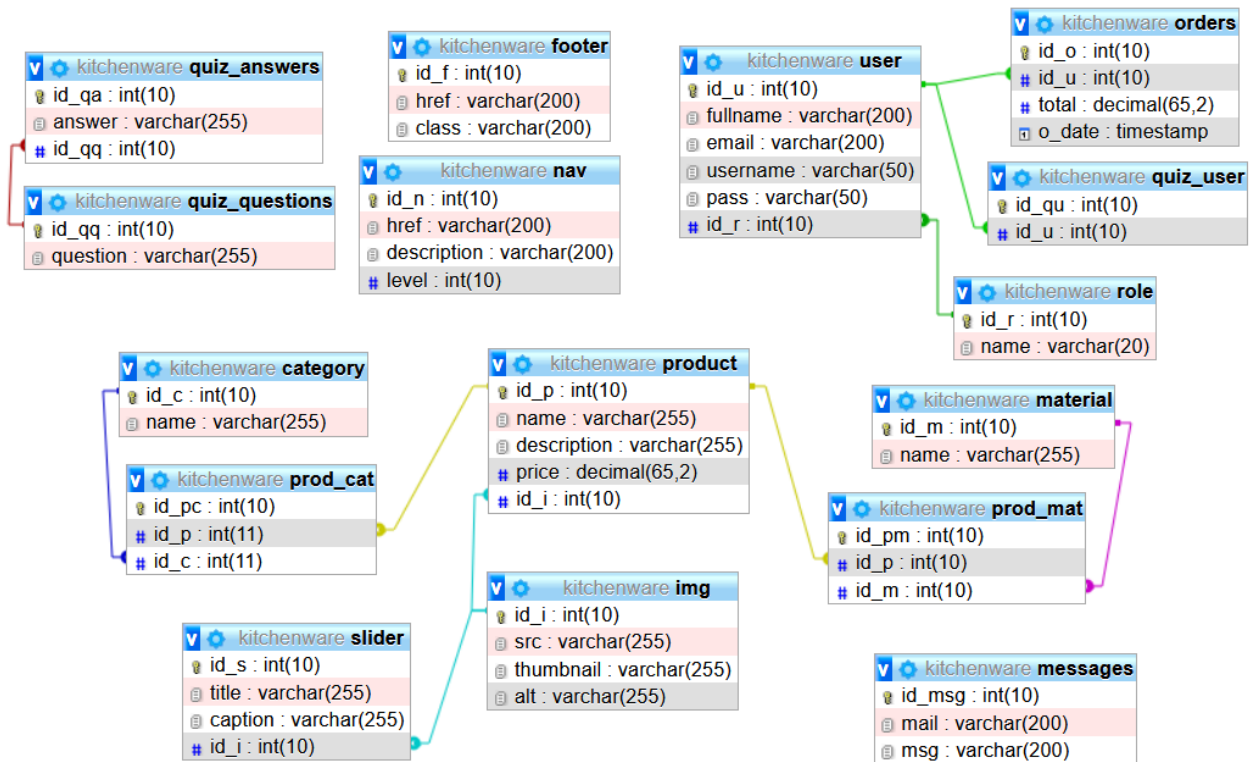 kitchenware quiz_answers
id_qa : int(10)
answer : varchar(255)
id_qq : int(10)
kitchenware quiz_questions
id_qq : int(10)
question : varchar(255)
kitchenware footer
id_f : int(10)
href : varchar(200)
class : varchar(200)
kitchenware nav
id_n : int(10)
href : varchar(200)
description : varchar(200)
level : int(10)
kitchenware user
id_u : int(10)
fullname : varchar(200)
email : varchar(200)
username : varchar(50)
pass : varchar(50)
id_r : int(10)
kitchenware orders
id_o : int(10)
id_u : int(10)
total : decimal(65,2)
o_date : timestamp
kitchenware quiz_user
id_qu : int(10)
id_u : int(10)
kitchenware role
id_r : int(10)
name : varchar(20)
kitchenware category
id_c : int(10)
name : varchar(255)
kitchenware prod_cat
id_pc : int(10)
id_p : int(11)
id_c : int(11)
kitchenware product
id_p : int(10)
name : varchar(255)
description : varchar(255)
price : decimal(65,2)
id_i : int(10)
kitchenware material
id_m : int(10)
name : varchar(255)
kitchenware prod_mat
id_pm : int(10)
id_p : int(10)
id_m : int(10)
kitchenware slider
id_s : int(10)
title : varchar(255)
caption : varchar(255)
id_i : int(10)
kitchenware img
id_i : int(10)
src : varchar(255)
thumbnail : varchar(255)
alt : varchar(255)
kitchenware messages
id_msg : int(10)
mail : varchar(200)
msg : varchar(200)